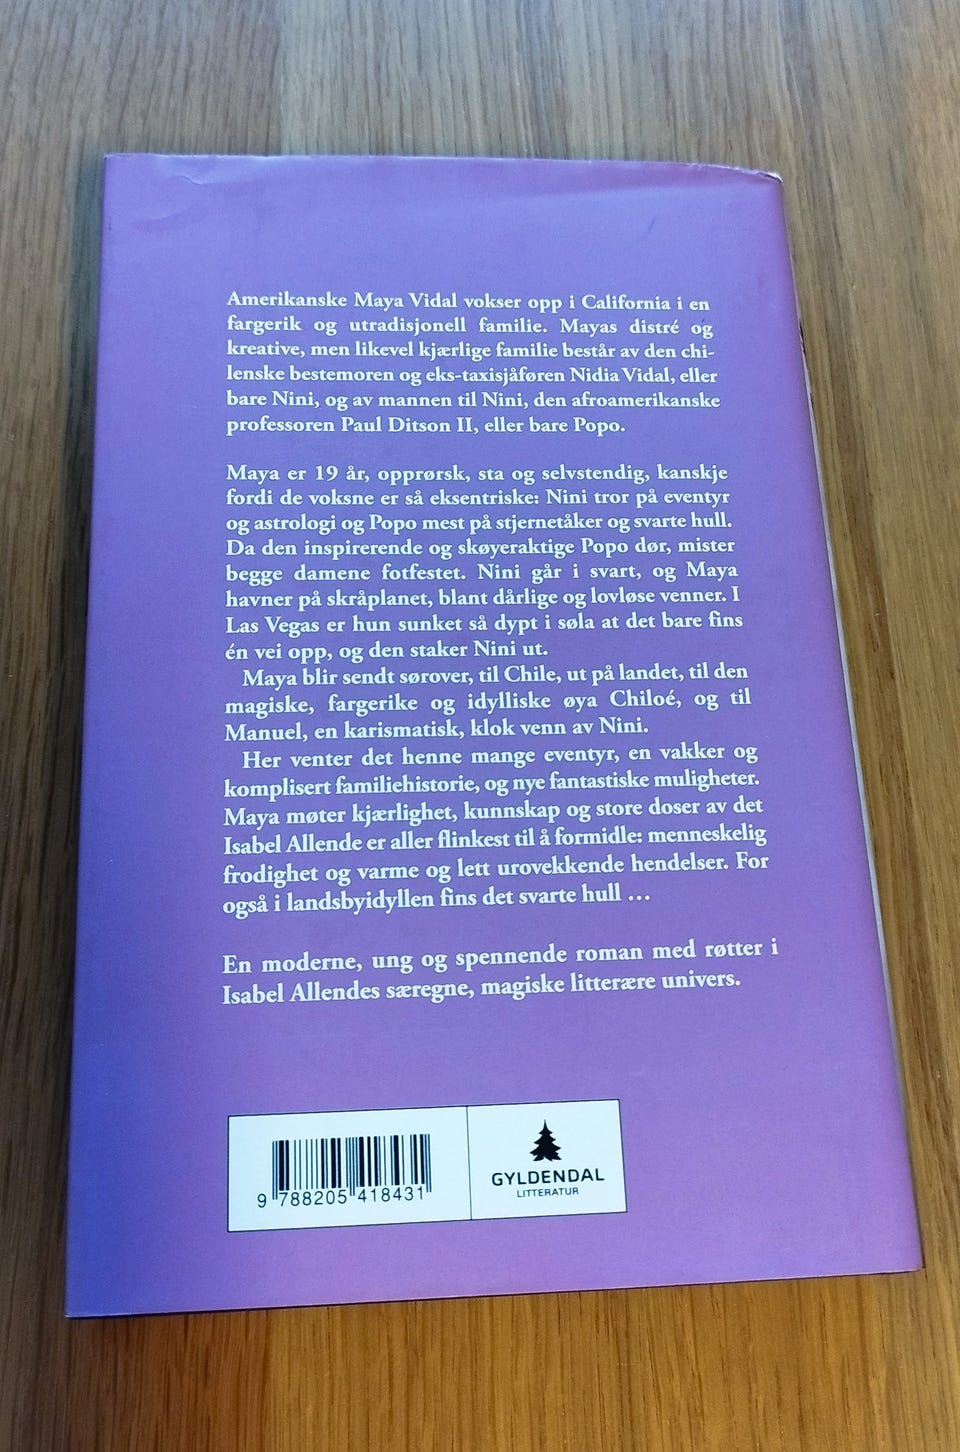 Amerikanske Maya Vidal vokser opp i California i en
fargerik og utradisjonell familie. Mayas distré og
kreative, men likevel kjærlige familie består av den chi-
lenske bestemoren og eks-taxisjåføren Nidia Vidal, eller
bare Nini, og av mannen til Nini, den afroamerikanske
professoren Paul Ditson II, eller bare Popo.
Maya er 19 år, opprørsk, sta og selvstendig, kanskje
fordi de voksne er så eksentriske: Nini tror på eventyr
og astrologi og Popo mest på stjernetåker og svarte hull.
Da den inspirerende og skøyeraktige Popo dør, mister
begge damene fotfestet. Nini går i svart, og Maya
havner på skråplanet, blant dårlige og lovløse venner. I
Las Vegas er hun sunket så dypt i søla at det bare fins
én vei opp, og den staker Nini ut.
Maya blir sendt sørover, til Chile, ut på landet, til den
magiske, fargerike og idylliske øya Chiloé, og til
Manuel, en karismatisk, klok venn av Nini.
Her venter det henne mange eventyr, en vakker og
komplisert familiehistorie, og nye fantastiske muligheter.
Maya møter kjærlighet, kunnskap og store doser av det
Isabel Allende er aller flinkest til å formidle: menneskelig
frodighet og varme og lett urovekkende hendelser. For
også i landsbyidyllen fins det svarte hull ...
En moderne, ung og spennende roman med røtter i
Isabel Allendes særegne, magiske litterære univers.
9 788205 418431
GYLDENDAL
LITTERATUR